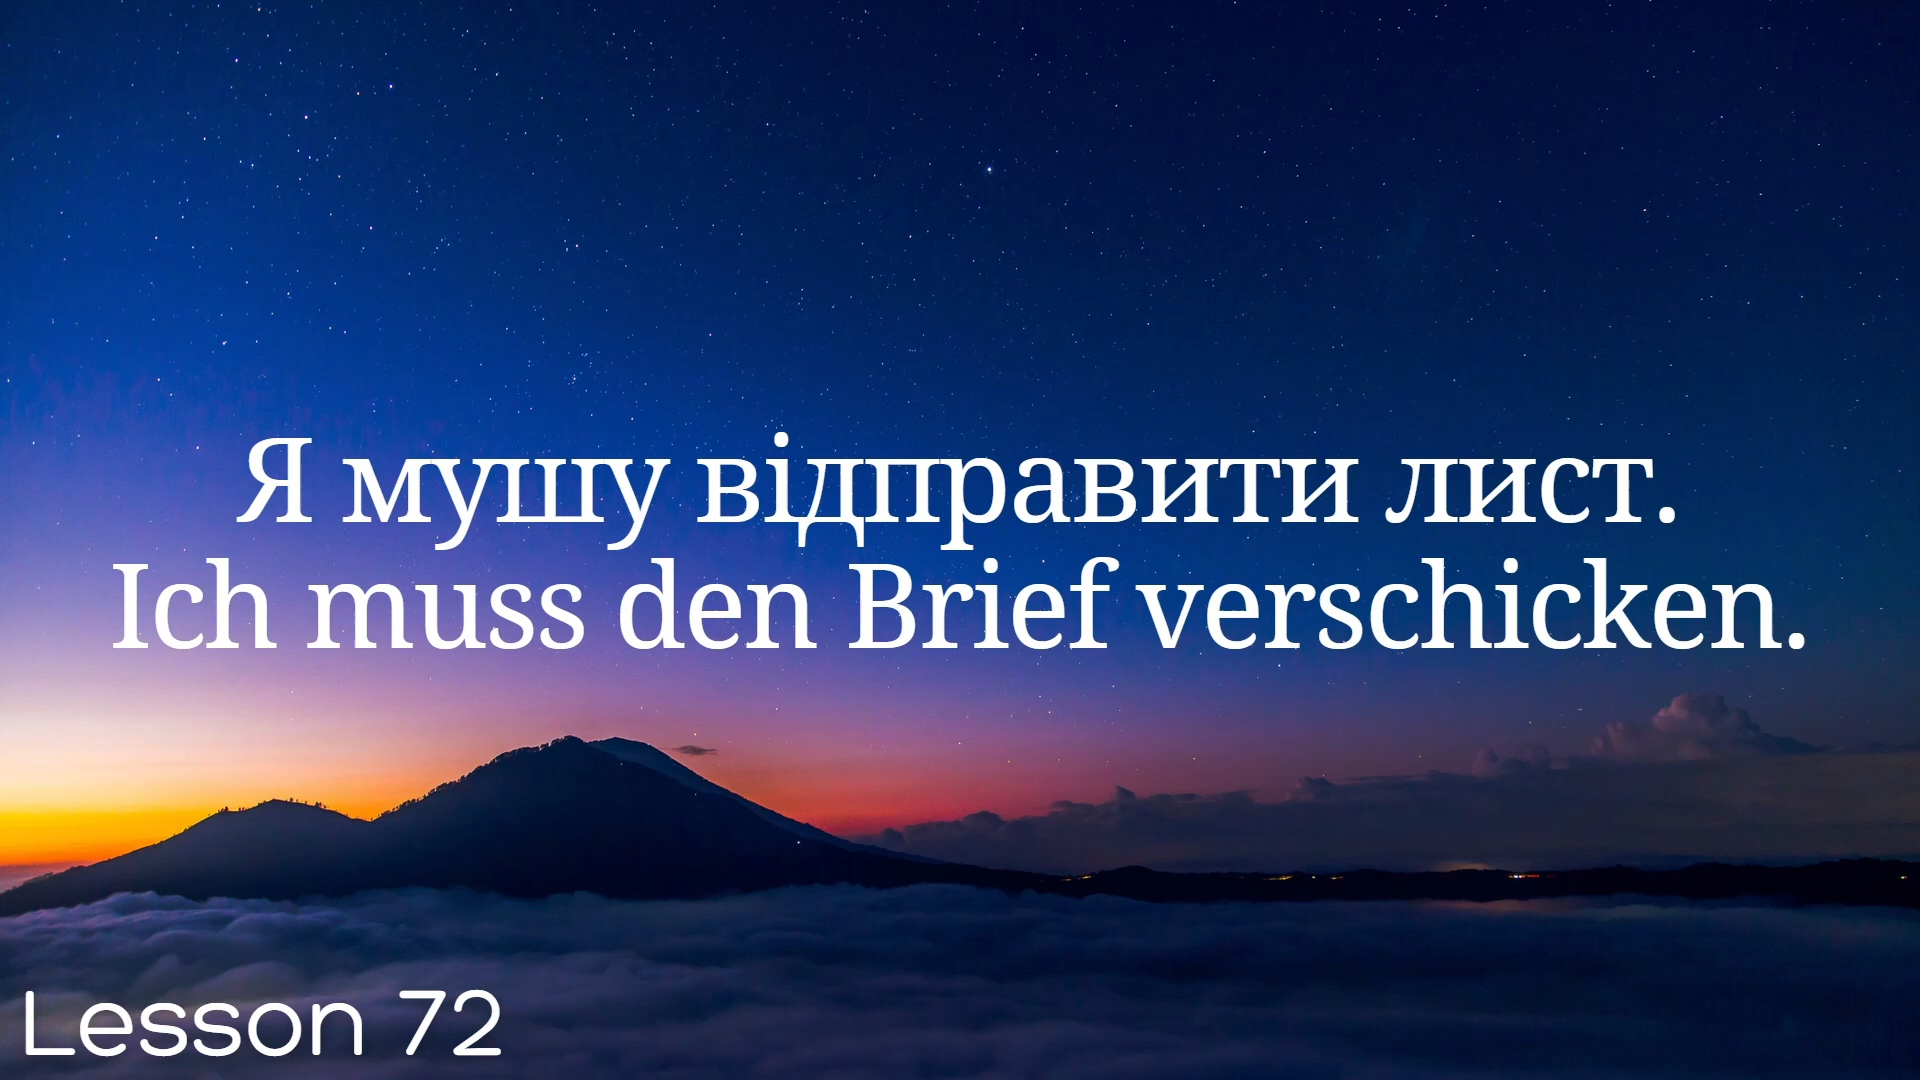 Я мушу відправити лист.
Ich muss den Brief verschicken.
Lesson 72